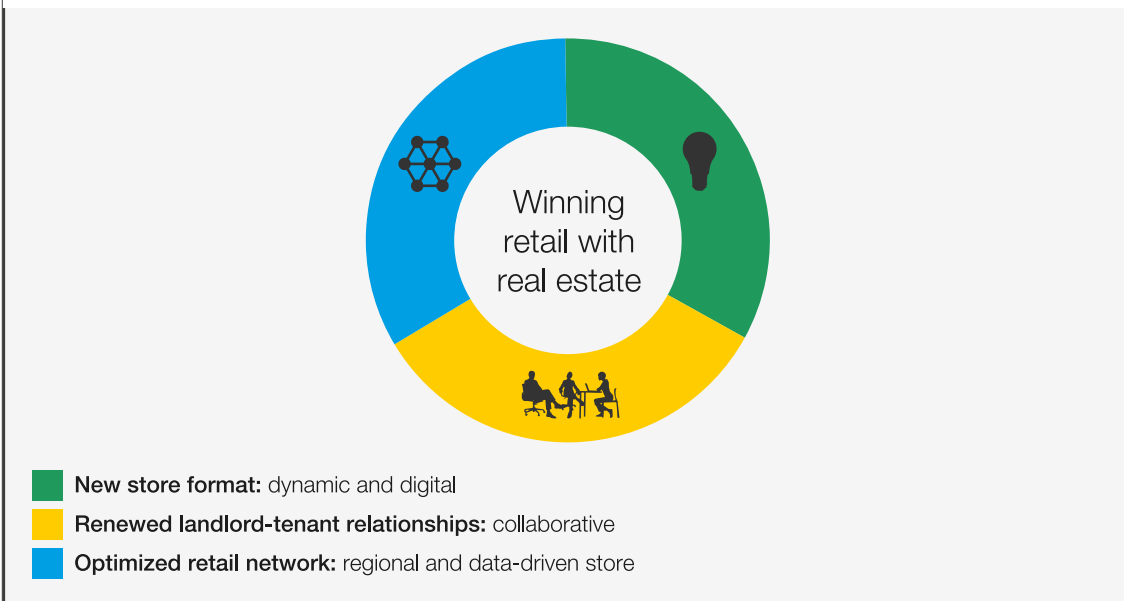 Winning
retail with
real estate
New store format: dynamic and digital
Renewed landlord-tenant relationships: collaborative
Optimized retail network: regional and data-driven store